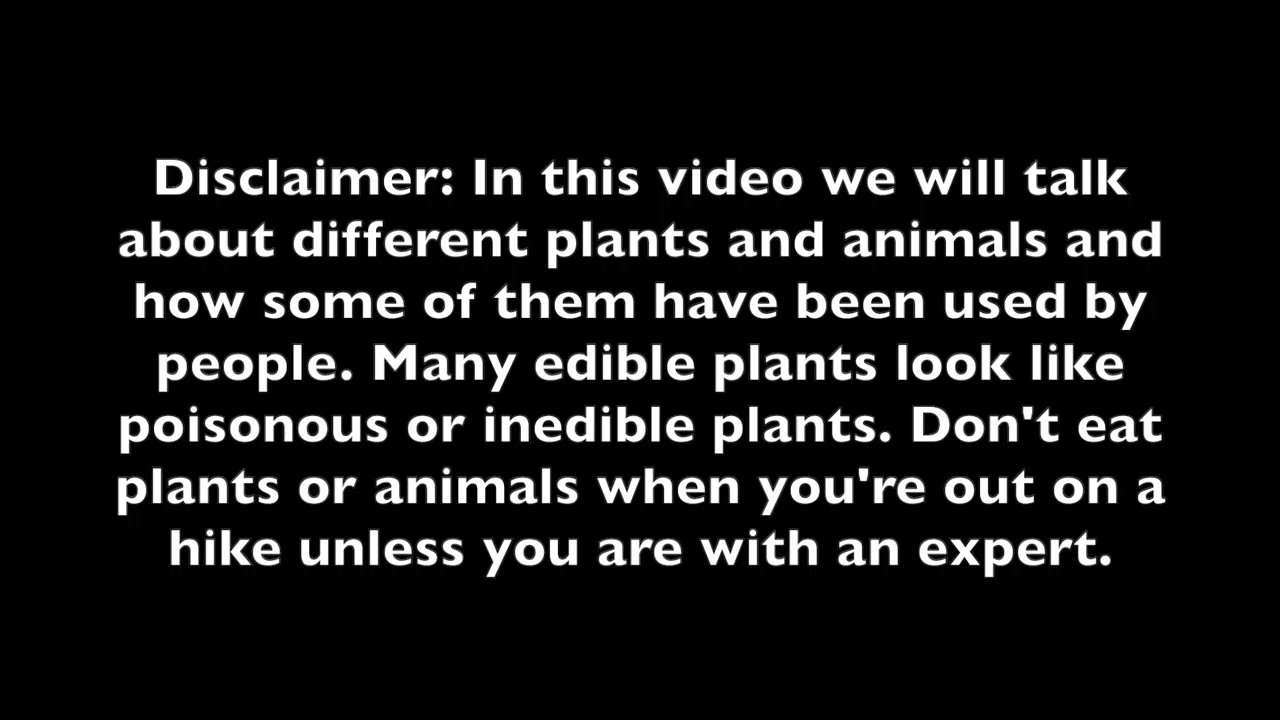 Disclaimer: In this video we will talk
about different plants and animals and
how some of them have been used by
people. Many edible plants look like
poisonous or inedible plants. Don't eat
plants or animals when you're out on a
hike unless you are with an expert.